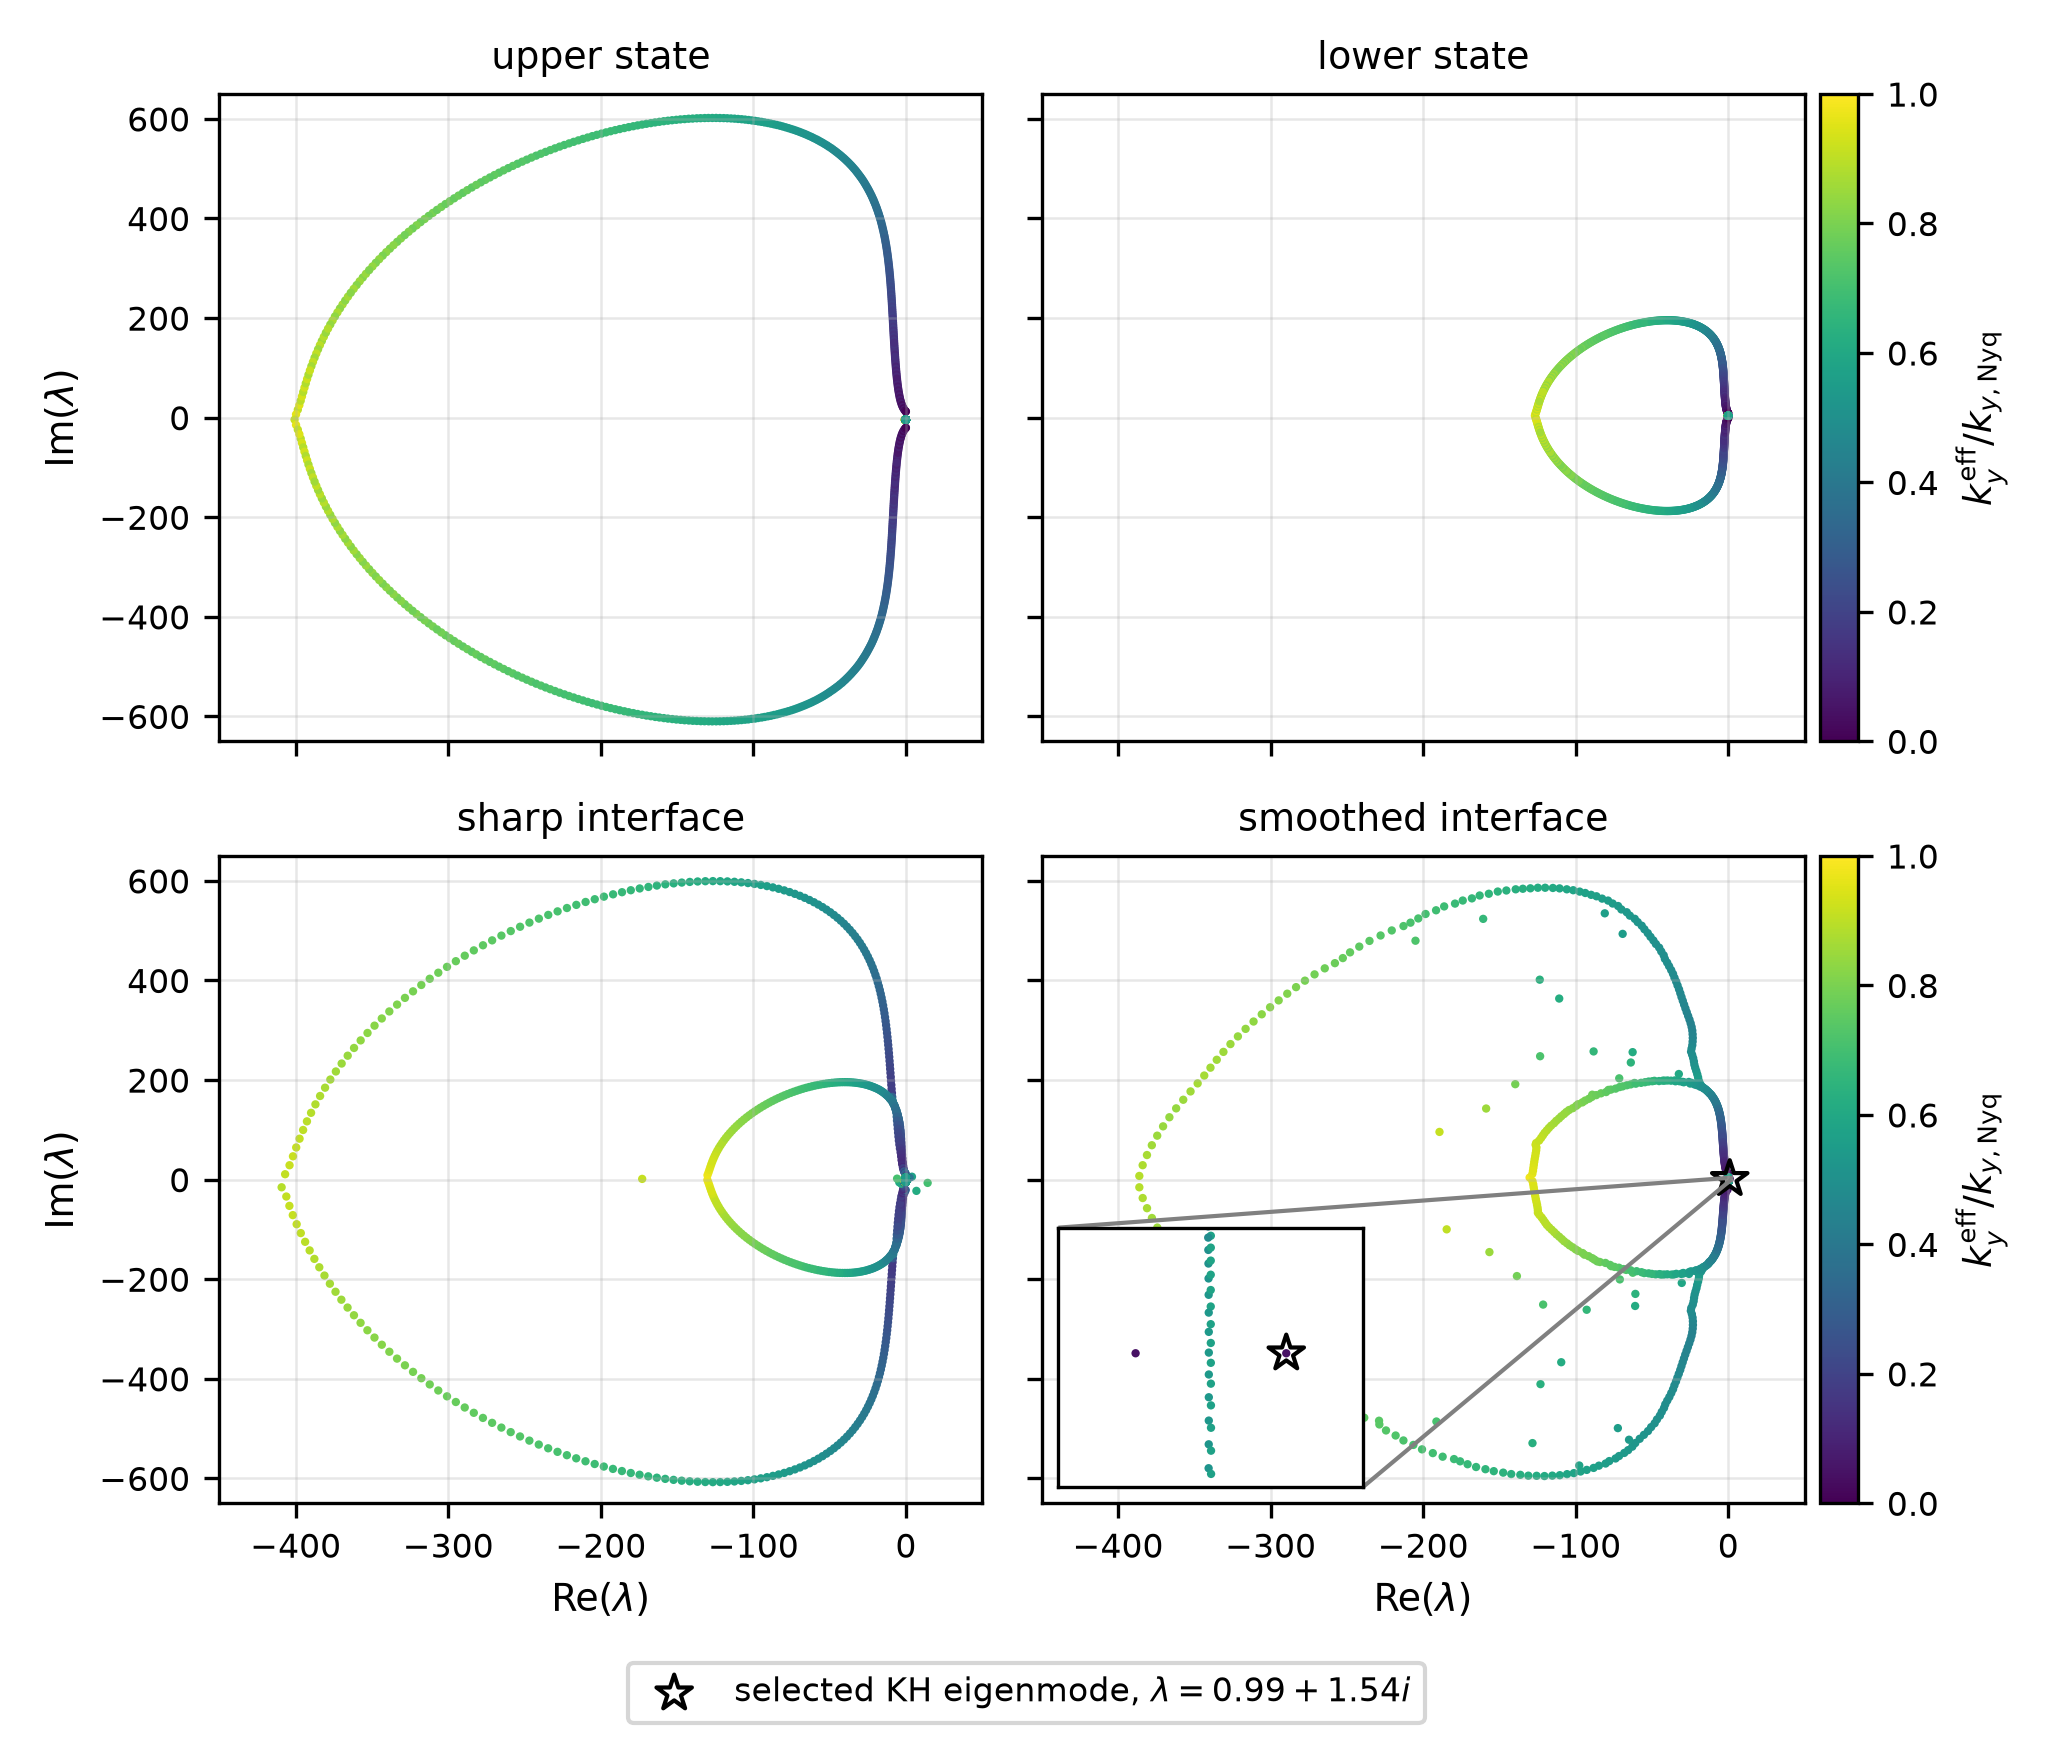 upper state
lower state
600
400
200
0
−200
−400
−600
Im(λ)
1.0
0.8
0.6
0.4
0.2
0.0
k_y^eff/k_y, Nyq
sharp interface
smoothed interface
600
400
200
0
−200
−400
−600
Im(λ)
1.0
0.8
0.6
0.4
0.2
0.0
k_y^eff/k_y, Nyq
−400 −300 −200 −100 0
−400 −300 −200 −100 0
Re(λ)
Re(λ)
selected KH eigenmode, λ = 0.99 + 1.54i